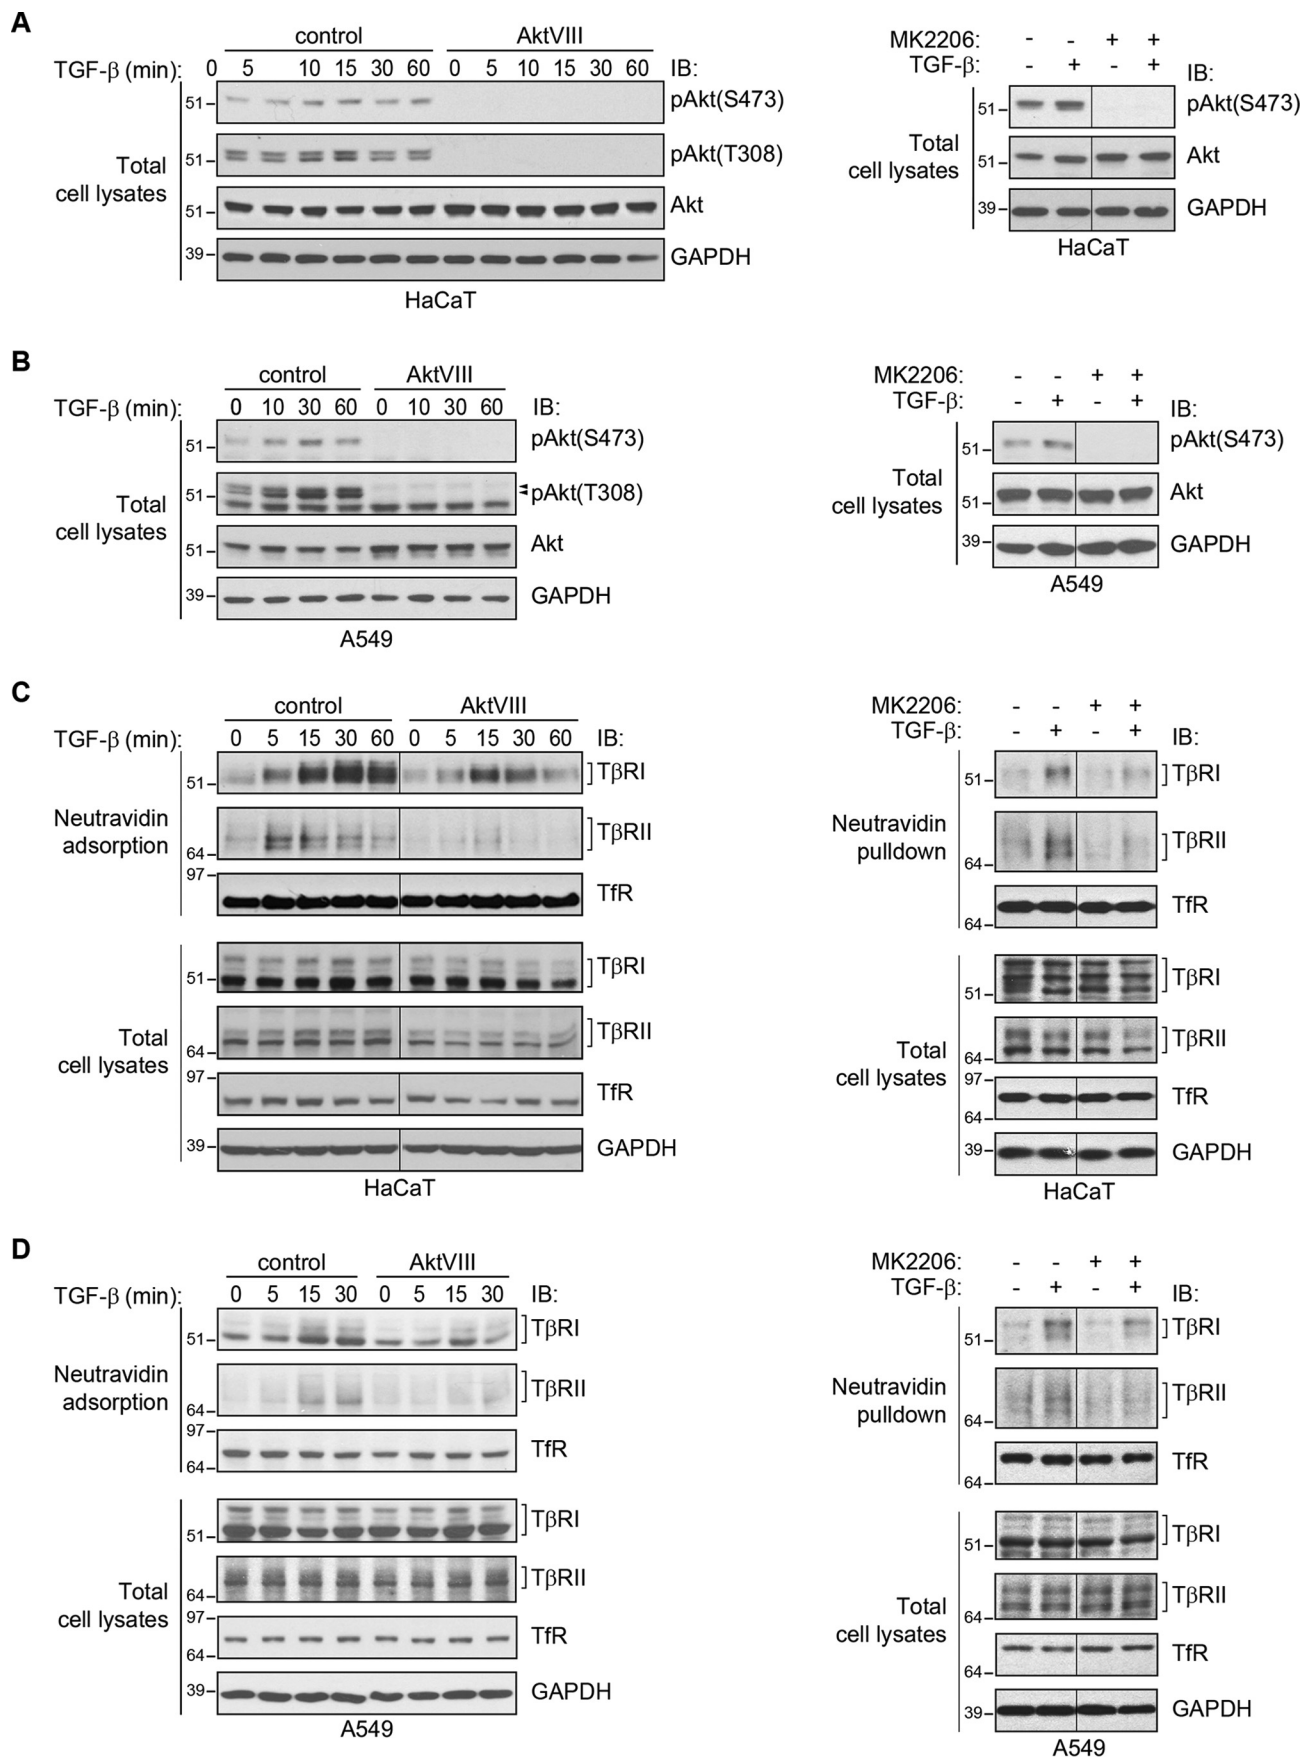 A
control AktVIII
TGF-β (min): 0 5 10 15 30 60 0 5 10 15 30 60 IB:
51 pAkt(S473)
51 pAkt(T308)
Total
cell lysates
51 Akt
39 GAPDH
HaCaT
MK2206: - - + +
TGF-β: - + - + IB:
51 pAkt(S473)
Total
cell lysates
51 Akt
39 GAPDH
HaCaT
B
control AktVIII
TGF-β (min): 0 10 30 60 0 10 30 60 IB:
51 pAkt(S473)
51 pAkt(T308)
Total
cell lysates
51 Akt
39 GAPDH
A549
MK2206: - - + +
TGF-β: - + - + IB:
51 pAkt(S473)
Total
cell lysates
51 Akt
39 GAPDH
A549
C
control AktVIII
TGF-β (min): 0 5 15 30 60 0 5 15 30 60 IB:
51 TβRI
Neutravidin
adsorption
TβRII
64
97
TfR
51 TβRI
TβRII
Total
cell lysates
64
97
TfR
39 GAPDH
HaCaT
MK2206: - - + +
TGF-β: - + - + IB:
51 TβRI
Neutravidin
pulldown
64 TβRII
TfR
64
51 TβRI
TβRII
Total
cell lysates
64
97
TfR
64
39 GAPDH
HaCaT
D
control AktVIII
TGF-β (min): 0 5 15 30 0 5 15 30 IB:
51 TβRI
Neutravidin
adsorption
TβRII
64
97
TfR
64
51 TβRI
TβRII
Total
cell lysates
64
97
TfR
64
39 GAPDH
A549
MK2206: - - + +
TGF-β: - + - + IB:
51 TβRI
Neutravidin
pulldown
TβRII
64
TfR
64
51 TβRI
TβRII
Total
cell lysates
64
TfR
64
39 GAPDH
A549